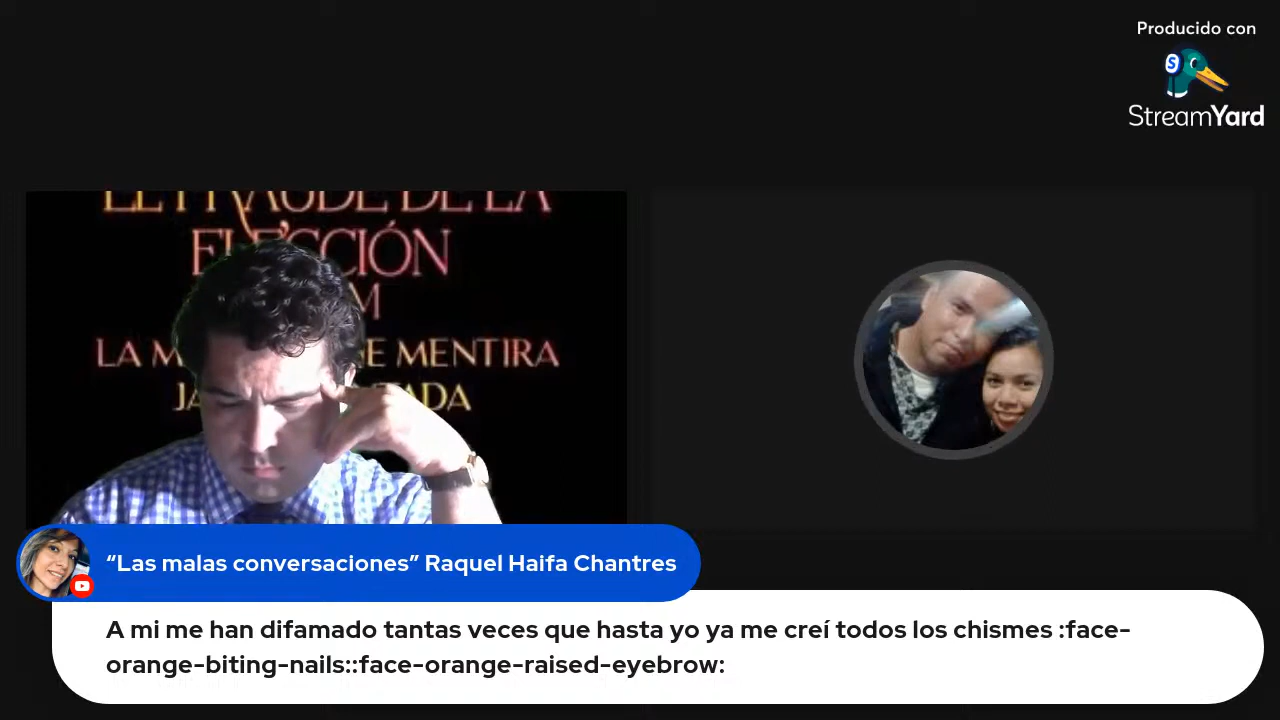 Producido con
StreamYard
EL FRAUDE DE LA
ELECCIÓN
LA MENTIRA
“Las malas conversaciones” Raquel Haifa Chantres
A mi me han difamado tantas veces que hasta yo ya me creí todos los chismes :face-
orange-biting-nails::face-orange-raised-eyebrow: